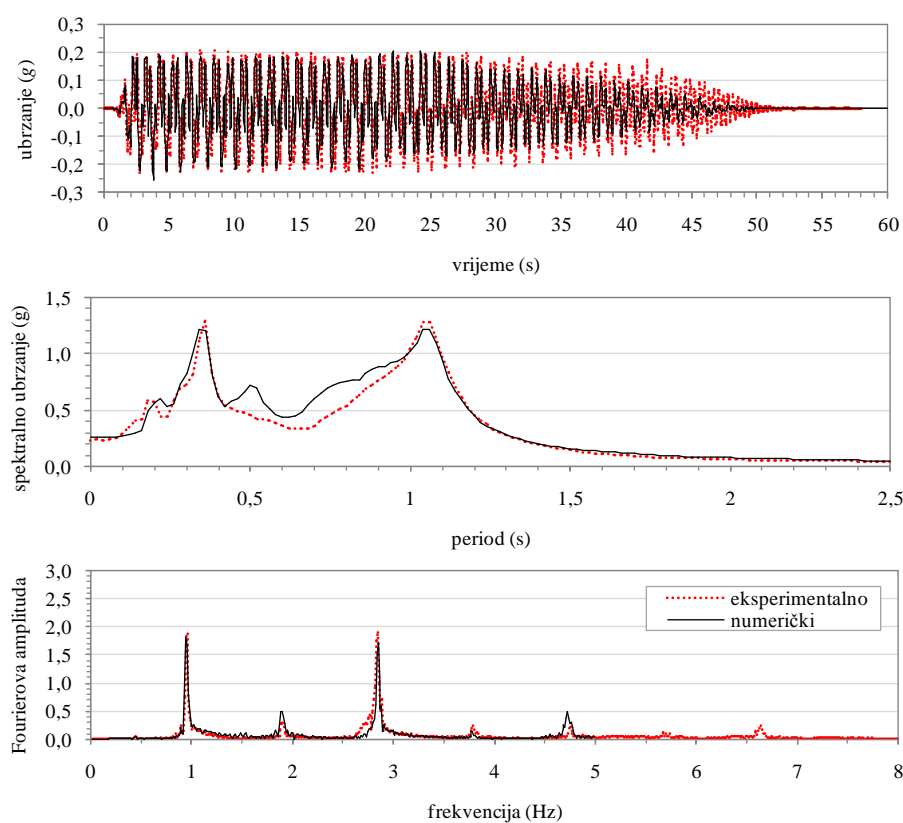 ubrzanje (g)
0,3
0,2
0,1
0,0
-0,1
-0,2
-0,3
0 5 10 15 20 25 30 35 40 45 50 55 60
vrijeme (s)
spektralno ubrzanje (g)
1,5
1,0
0,5
0,0
0 0,5 1 1,5 2 2,5
period (s)
Fourierova amplituda
3,0
2,5
2,0
1,5
1,0
0,5
0,0
eksperimentalno
numerički
0 1 2 3 4 5 6 7 8
frekvencija (Hz)